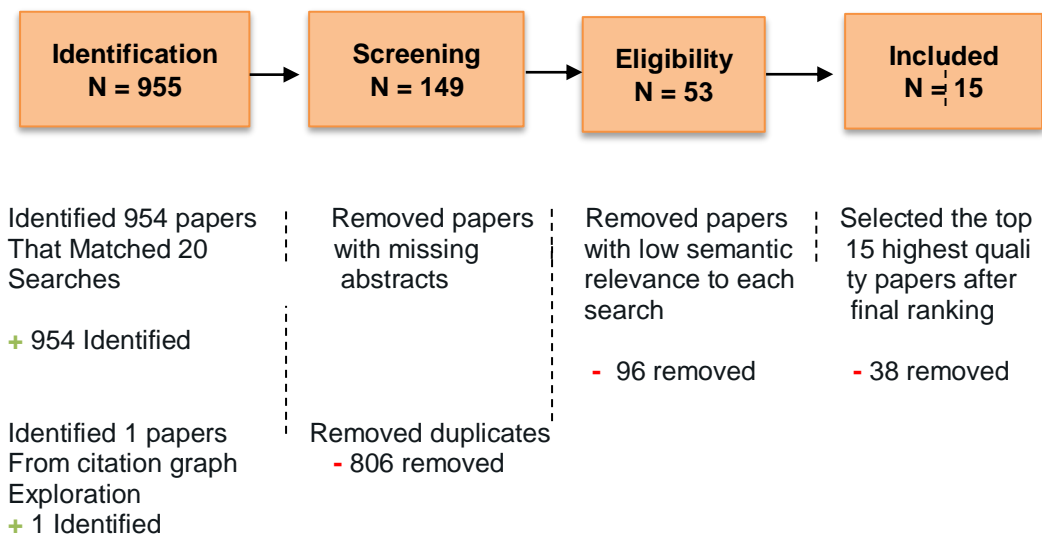 Identification
N = 955
Screening
N = 149
Eligibility
N = 53
Included
N = 15
Identified 954 papers
That Matched 20
Searches
+ 954 Identified
Identified 1 papers
From citation graph
Exploration
+ 1 Identified
Removed papers
with missing
abstracts
Removed duplicates
- 806 removed
Removed papers
with low semantic
relevance to each
search
- 96 removed
Selected the top
15 highest quali
ty papers after
final ranking
- 38 removed